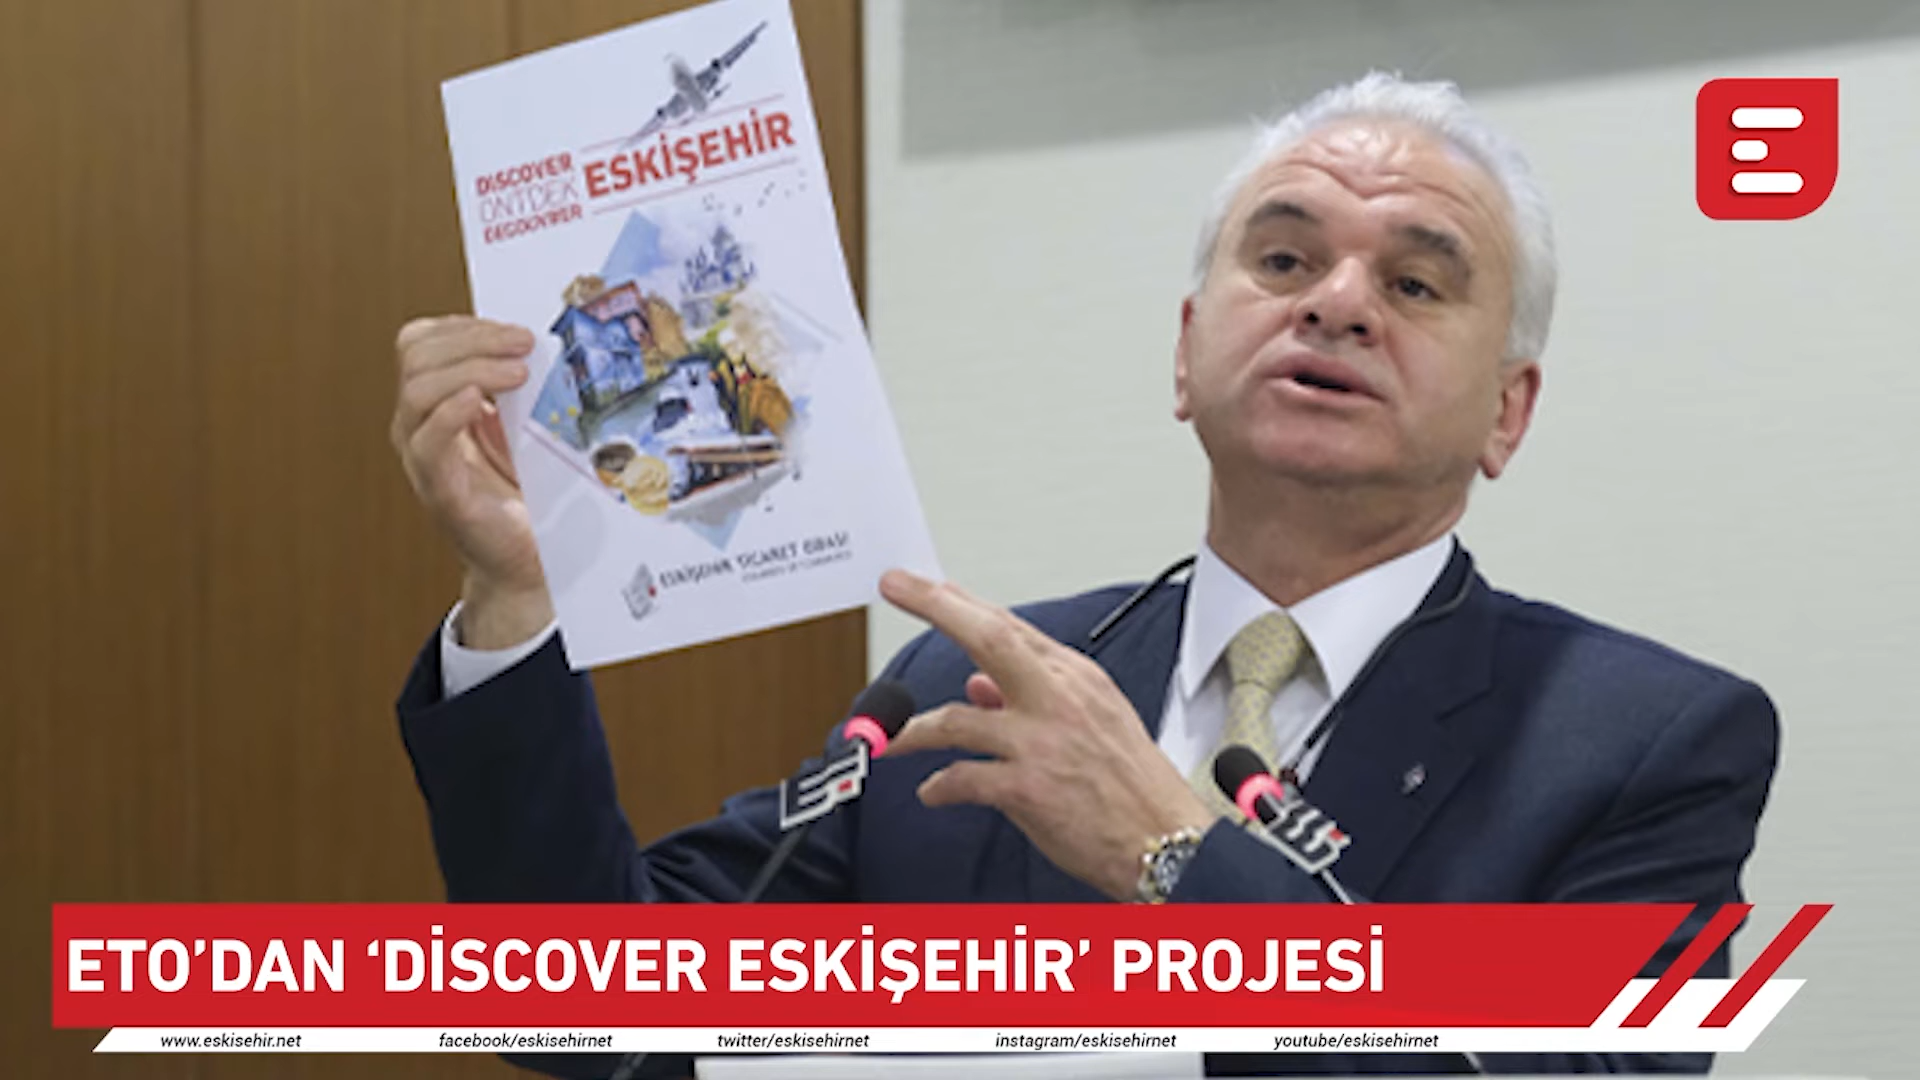 DISCOVER
ONTDEK
ESKİŞEHİR
ESKİŞEHİR TİCARET ODASI
ETO'DAN ‘DİSCOVER ESKİŞEHİR’ PROJESİ
www.eskisehir.net
facebook/eskisehirnet
twitter/eskisehirnet
instagram/eskisehirnet
youtube/eskisehirnet